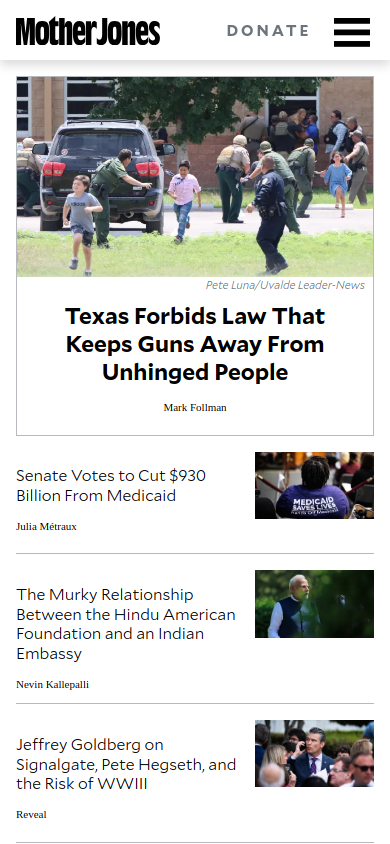 Mother Jones
DONATE
Pete Luna/Uvalde Leader-News
Texas Forbids Law That
Keeps Guns Away From
Unhinged People
Mark Follman
Senate Votes to Cut $930
Billion From Medicaid
Julia Métraux
MEDICAID
SAVES LIVES
The Murky Relationship
Between the Hindu American
Foundation and an Indian
Embassy
Nevin Kallepalli
Jeffrey Goldberg on
Signalgate, Pete Hegseth, and
the Risk of WWIII
Reveal